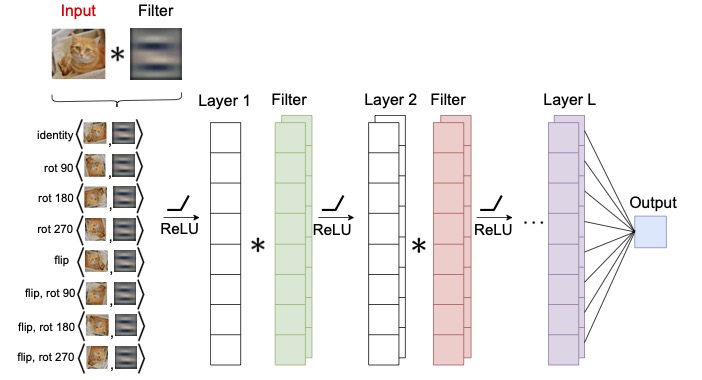 Input Filter
*
Layer 1 Filter Layer 2 Filter Layer L
identity
rot 90
rot 180
rot 270
flip
flip, rot 90
flip, rot 180
flip, rot 270
ReLU * ReLU * ReLU ... Output